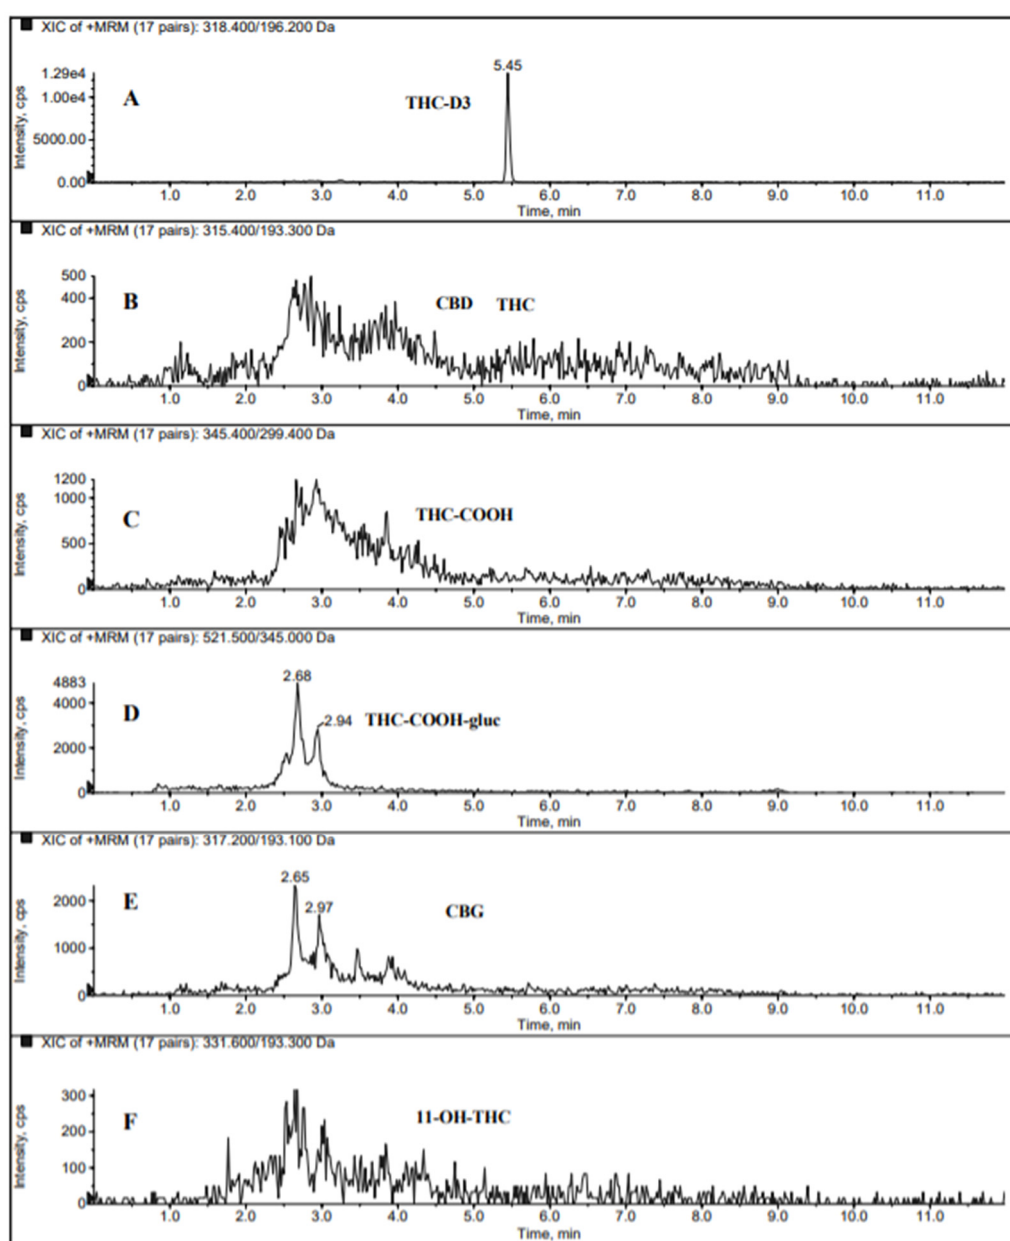 XIC of +MRM (17 pairs): 318.400/196.200 Da
5.45
1.29e4
1.00e4
A
THC-D3
5000.00
0.00
Intensity, cps
1.0 2.0 3.0 4.0 5.0 6.0 7.0 8.0 9.0 10.0 11.0
Time, min
XIC of +MRM (17 pairs): 315.400/193.300 Da
500
400
B
CBD
THC
200
0
Intensity, cps
1.0 2.0 3.0 4.0 5.0 6.0 7.0 8.0 9.0 10.0 11.0
Time, min
XIC of +MRM (17 pairs): 345.400/299.400 Da
1200
1000
C
THC-COOH
500
0
Intensity, cps
1.0 2.0 3.0 4.0 5.0 6.0 7.0 8.0 9.0 10.0 11.0
Time, min
XIC of +MRM (17 pairs): 521.500/345.000 Da
2.68
4883
4000
D
2.94
THC-COOH-gluc
2000
0
Intensity, cps
1.0 2.0 3.0 4.0 5.0 6.0 7.0 8.0 9.0 10.0 11.0
Time, min
XIC of +MRM (17 pairs): 317.200/193.100 Da
2.65
2000
E
2.97
CBG
1000
0
Intensity, cps
1.0 2.0 3.0 4.0 5.0 6.0 7.0 8.0 9.0 10.0 11.0
Time, min
XIC of +MRM (17 pairs): 331.600/193.300 Da
300
F
11-OH-THC
200
100
0
Intensity, cps
1.0 2.0 3.0 4.0 5.0 6.0 7.0 8.0 9.0 10.0 11.0
Time, min